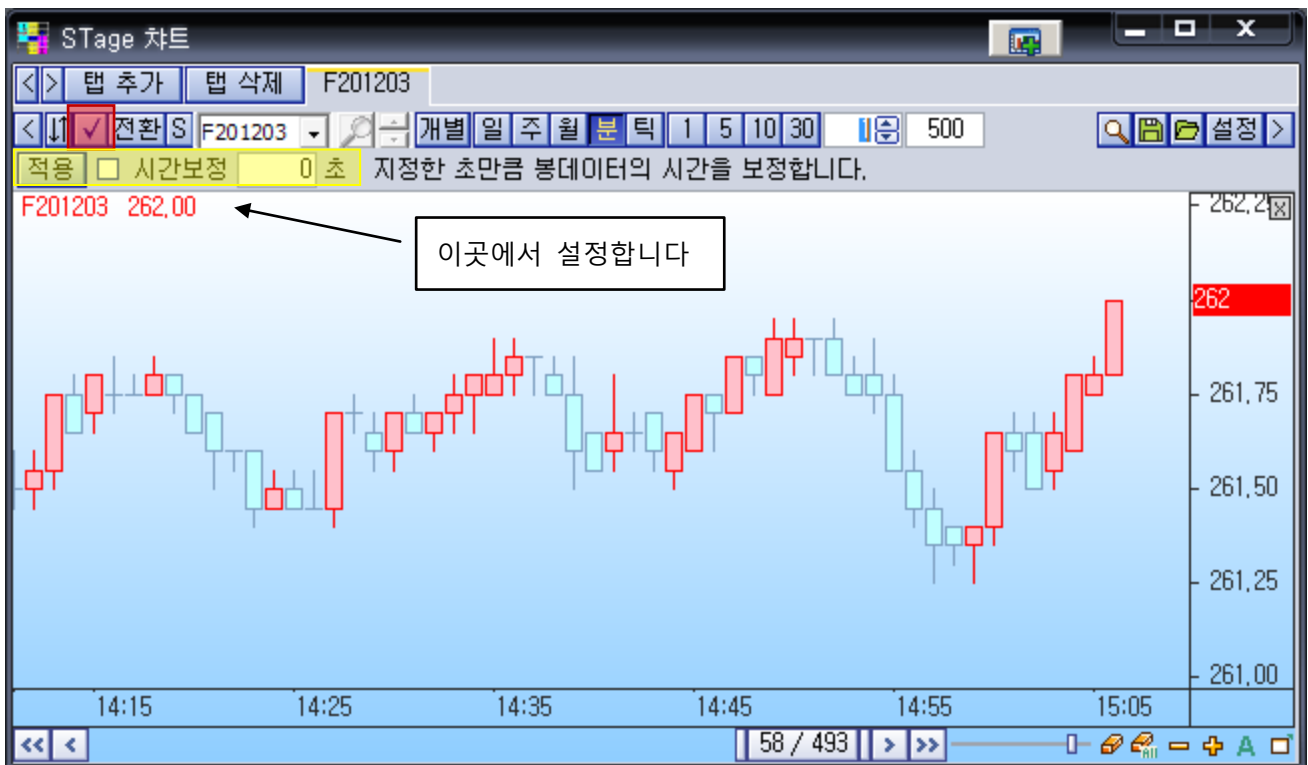 STage 챠트
< > 탭 추가 탭 삭제 F201203
< 전환 S F201203 개별 일 주 월 분 틱 1 5 10 30 1 500 설정 >
적용 시간보정 0 초 지정한 초만큼 봉데이터의 시간을 보정합니다.
F201203 262,00
이곳에서 설정합니다
262
261,75
261,50
261,25
261,00
14:15 14:25 14:35 14:45 14:55 15:05
<< < 58 / 493 > >> All A